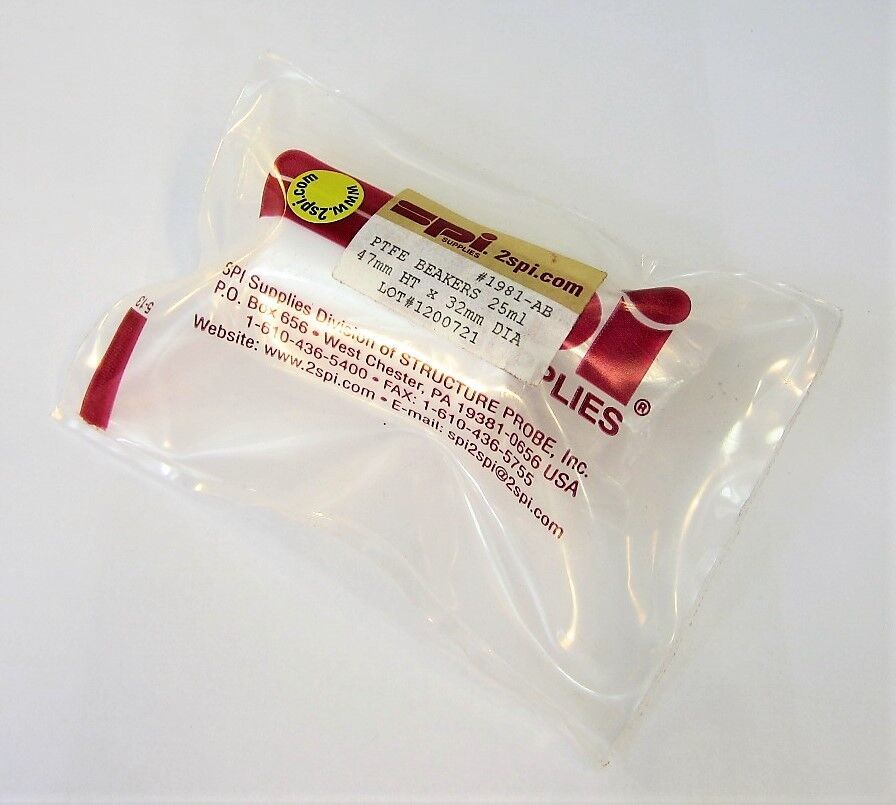 www.2spi.com
spi
SUPPLIES
2spi.com
#1981-AB
PTFE BEAKERS 25ml
47mm HT x 32mm DIA
LOT#1200721
pi
PLIES®
SPI Supplies Division of STRUCTURE PROBE, Inc.
P.O. Box 656 • West Chester, PA 19381-0656 USA
1-610-436-5400 • FAX: 1-610-436-5755
Website: www.2spi.com • E-mail: spi2spi@2spi.com